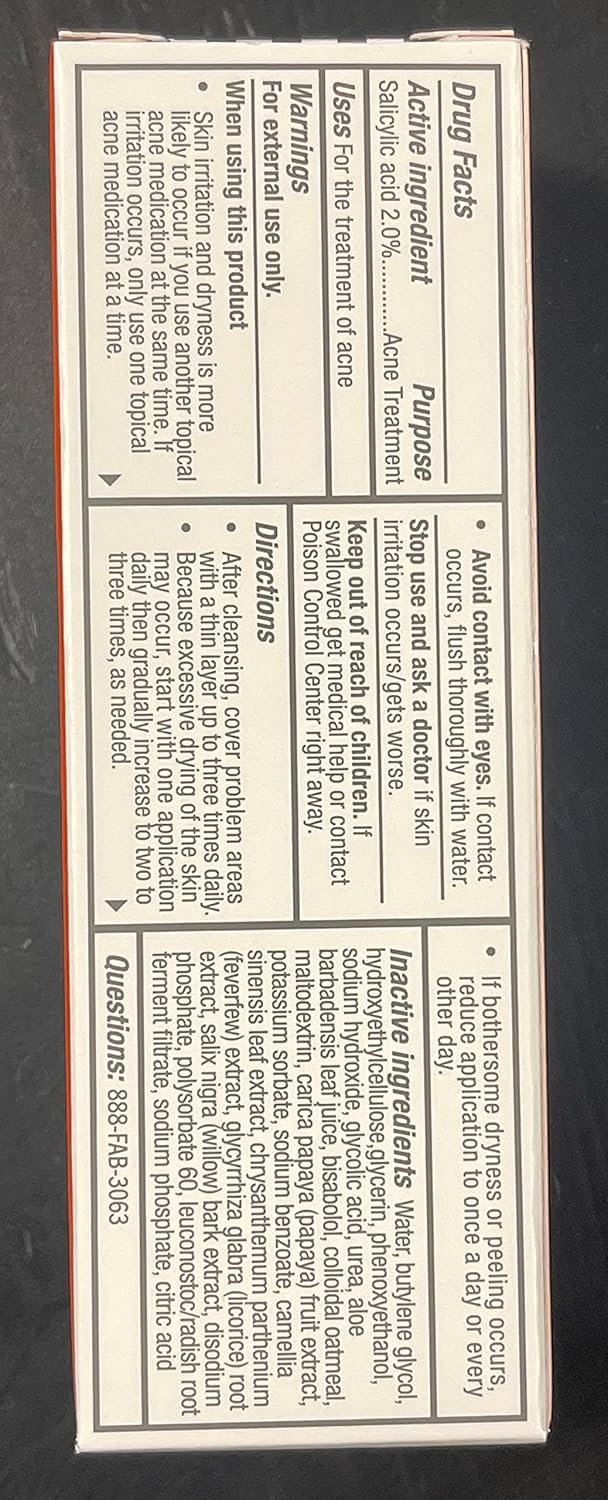 Drug Facts
Active ingredient Purpose
Salicylic acid 2.0%............Acne Treatment
Uses For the treatment of acne
Warnings
For external use only.
When using this product
• Skin irritation and dryness is more
likely to occur if you use another topical
acne medication at the same time. If
irritation occurs, only use one topical
acne medication at a time.
• Avoid contact with eyes. If contact
occurs, flush thoroughly with water.
Stop use and ask a doctor if skin
irritation occurs/gets worse.
Keep out of reach of children. If
swallowed get medical help or contact
Poison Control Center right away.
Directions
• After cleansing, cover problem areas
with a thin layer up to three times daily.
• Because excessive drying of the skin
may occur, start with one application
daily then gradually increase to two to
three times, as needed.
• If bothersome dryness or peeling occurs,
reduce application to once a day or every
other day.
Inactive ingredients Water, butylene glycol,
hydroxyethylcellulose,glycerin, phenoxyethanol,
sodium hydroxide, glycolic acid, urea, aloe
barbadensis leaf juice, bisabolol, colloidal oatmeal,
maltodextrin, carica papaya (papaya) fruit extract,
potassium sorbate, sodium benzoate, camellia
sinensis leaf extract, chrysanthemum parthenium
(feverfew) extract, glycyrrhiza glabra (licorice) root
extract, salix nigra (willow) bark extract, disodium
phosphate, polysorbate 60, leuconostoc/radish root
ferment filtrate, sodium phosphate, citric acid
Questions: 888-FAB-3063